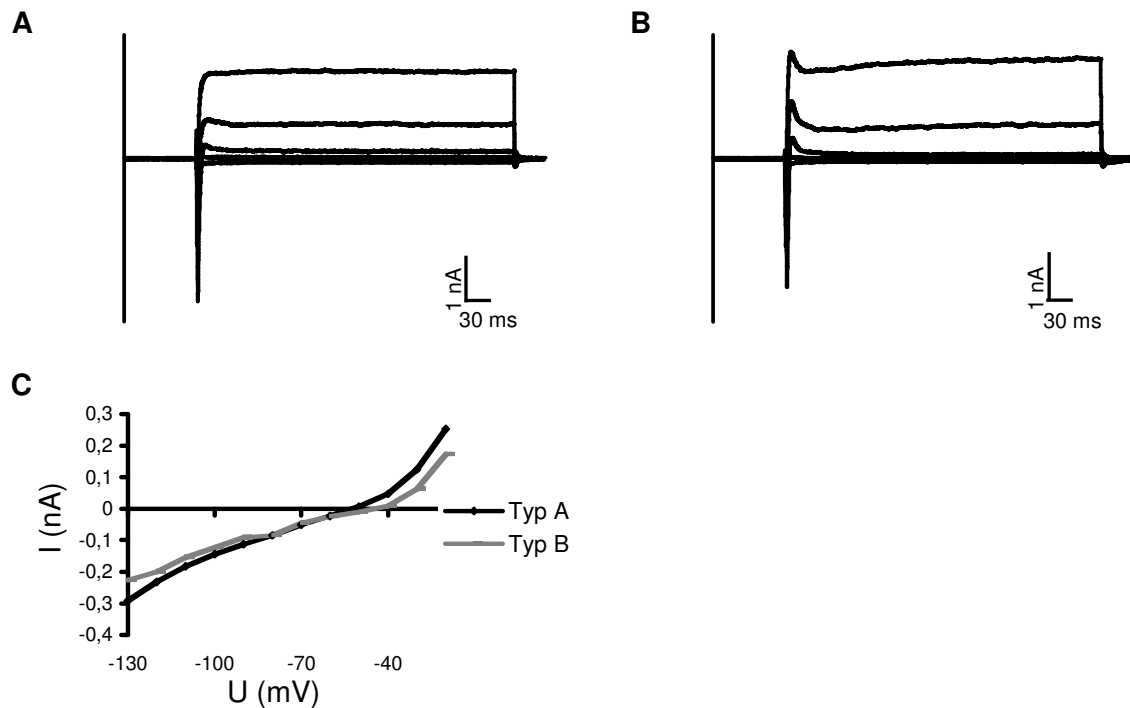 A
B
1 nA
30 ms
1 nA
30 ms
C
0,3
0,2
0,1
0
-0,1
-0,2
-0,3
-0,4
I (nA)
-130
-100
-70
-40
U (mV)
Typ A
Typ B